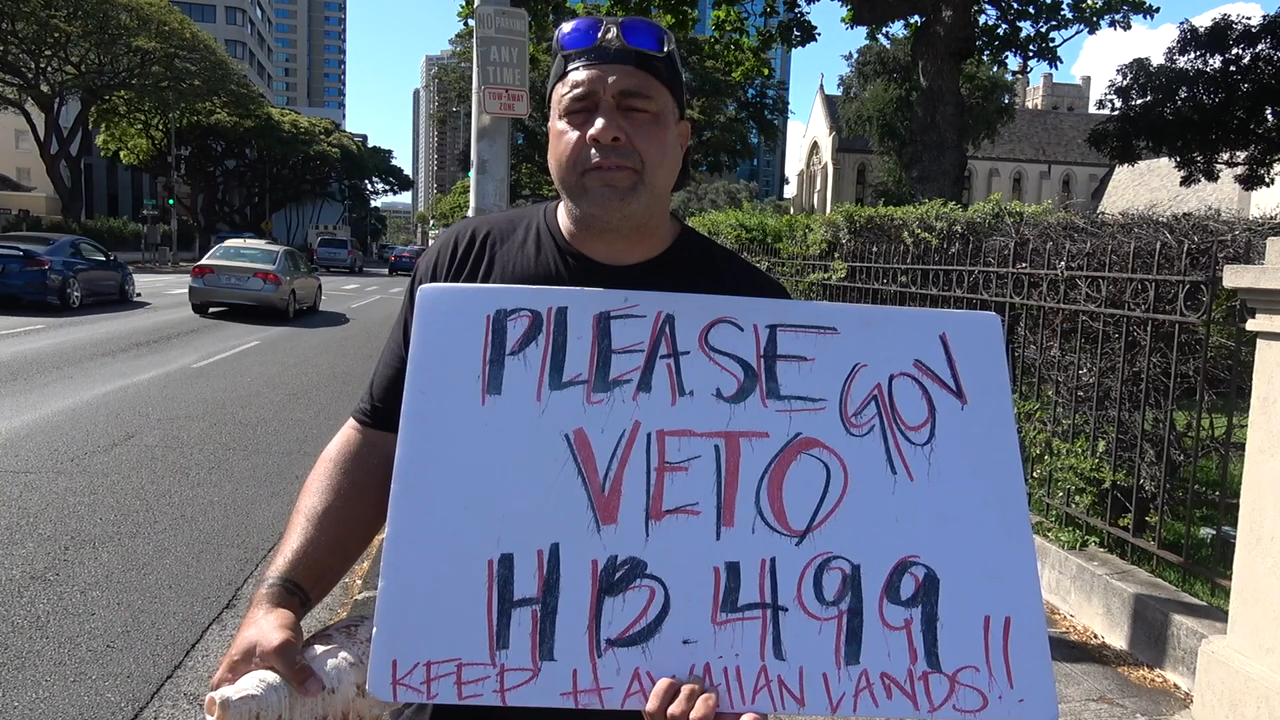 NO PARKING
ANY
TIME
TOW-AWAY
ZONE
PLEASE GOV
VETO
HB.499
KEEP HAWAIIAN LANDS!!